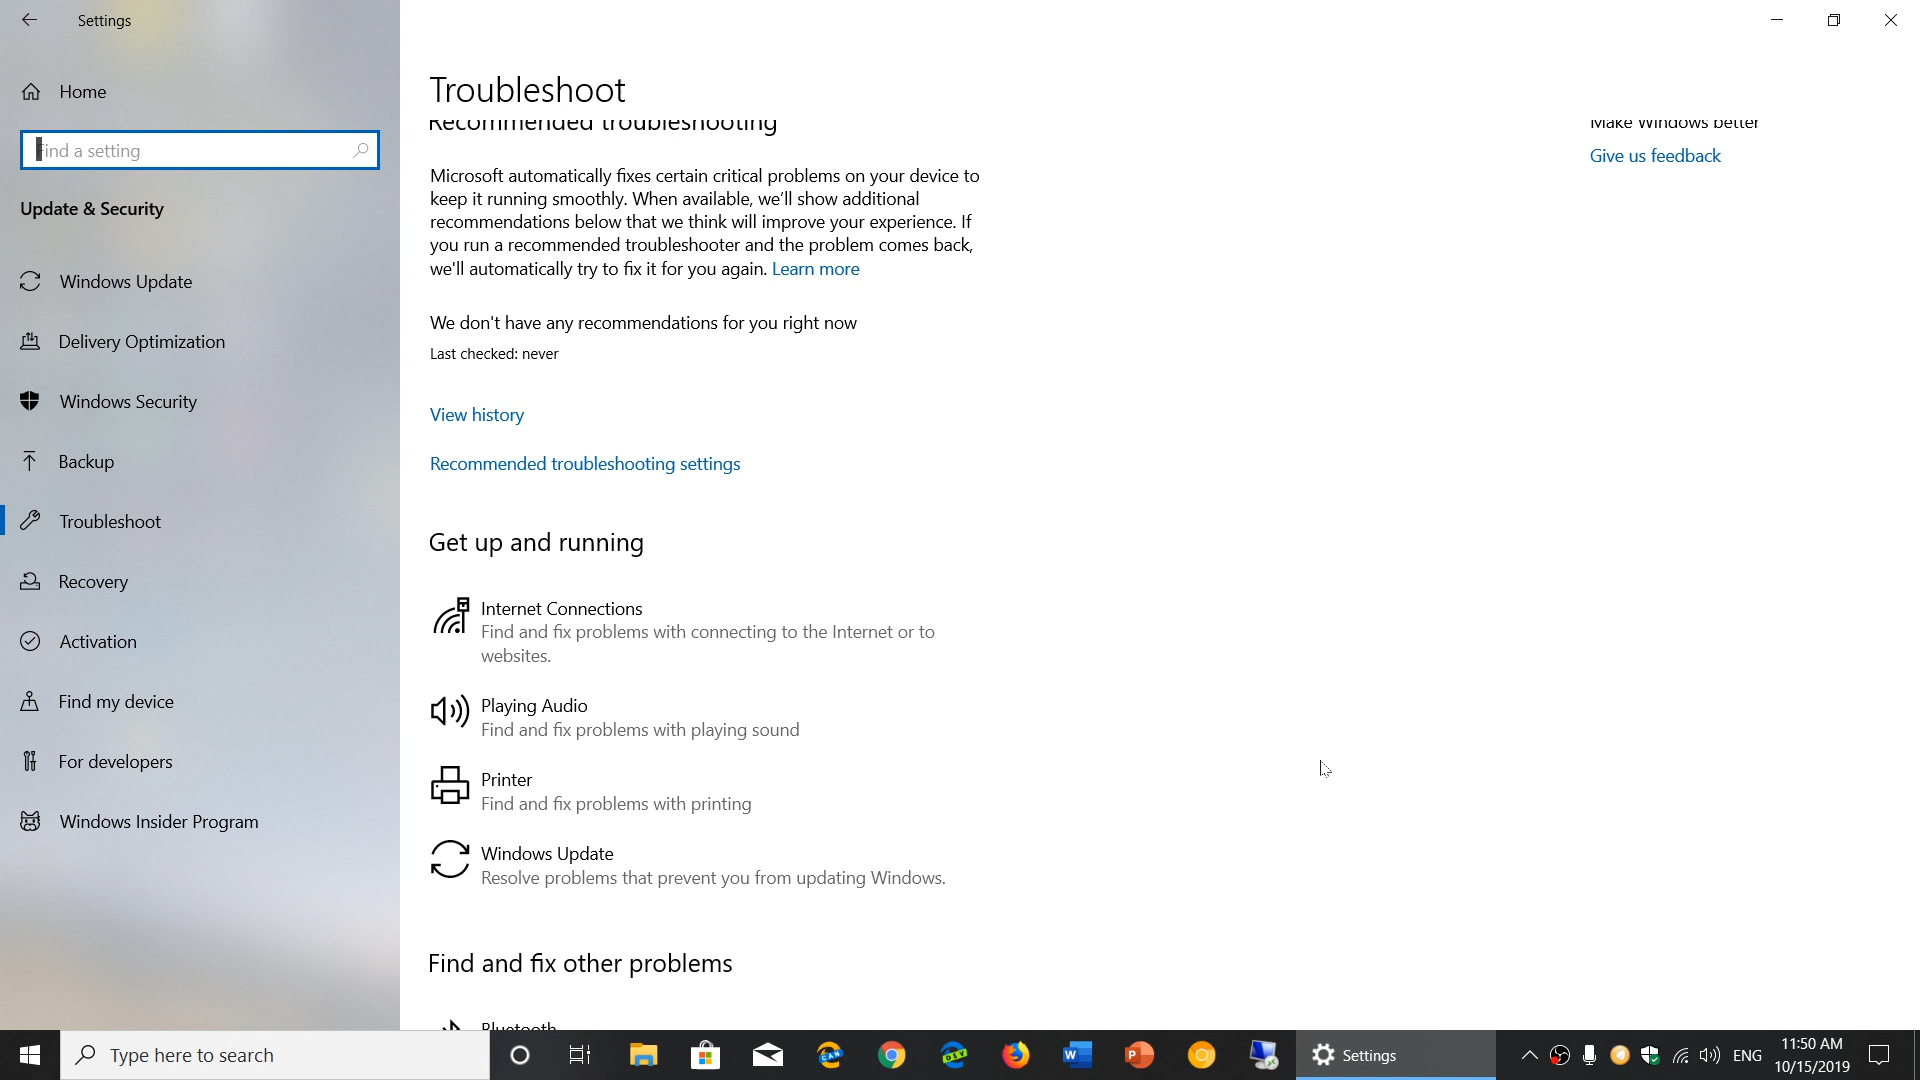 Settings
Home
Find a setting
Update & Security
Windows Update
Delivery Optimization
Windows Security
Backup
Troubleshoot
Recovery
Activation
Find my device
For developers
Windows Insider Program
Troubleshoot
Recommended troubleshooting
Microsoft automatically fixes certain critical problems on your device to
keep it running smoothly. When available, we'll show additional
recommendations below that we think will improve your experience. If
you run a recommended troubleshooter and the problem comes back,
we'll automatically try to fix it for you again. Learn more
We don't have any recommendations for you right now
Last checked: never
View history
Recommended troubleshooting settings
Get up and running
Internet Connections
Find and fix problems with connecting to the Internet or to
websites.
Playing Audio
Find and fix problems with playing sound
Printer
Find and fix problems with printing
Windows Update
Resolve problems that prevent you from updating Windows.
Find and fix other problems
Bluetooth
Make Windows better
Give us feedback
Type here to search
CAN
DEV
W
P
Settings
ENG
11:50 AM
10/15/2019